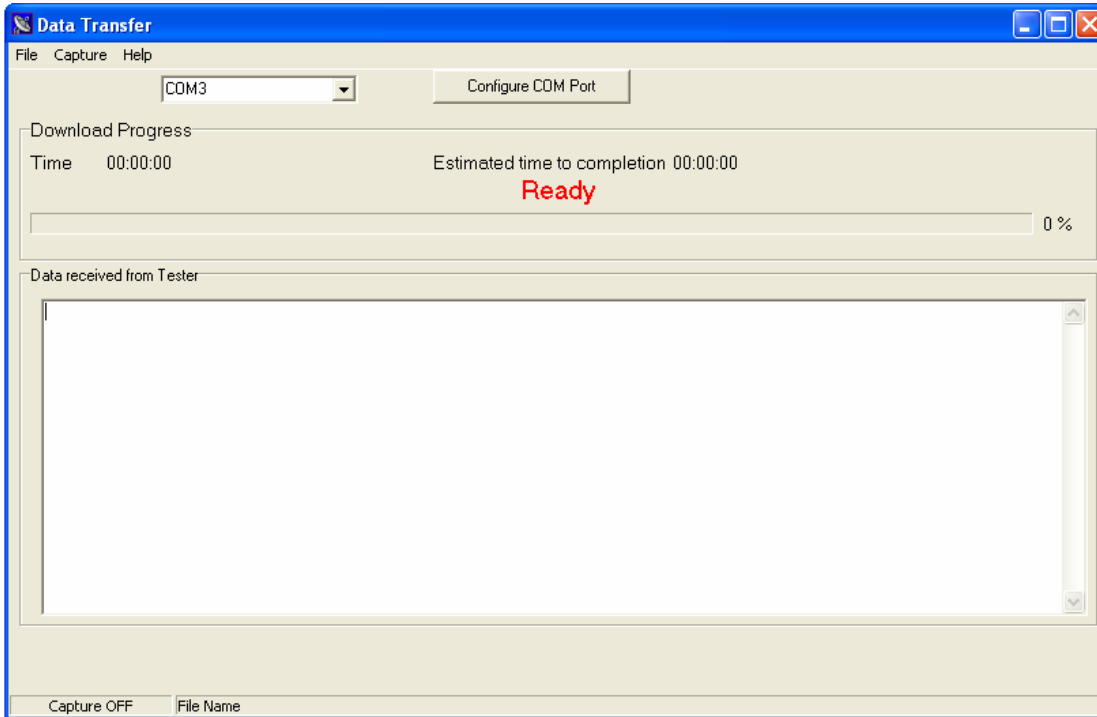 Data Transfer
File Capture Help
COM3 Configure COM Port
Download Progress
Time 00:00:00 Estimated time to completion 00:00:00
Ready
0 %
Data received from Tester
Capture OFF File Name